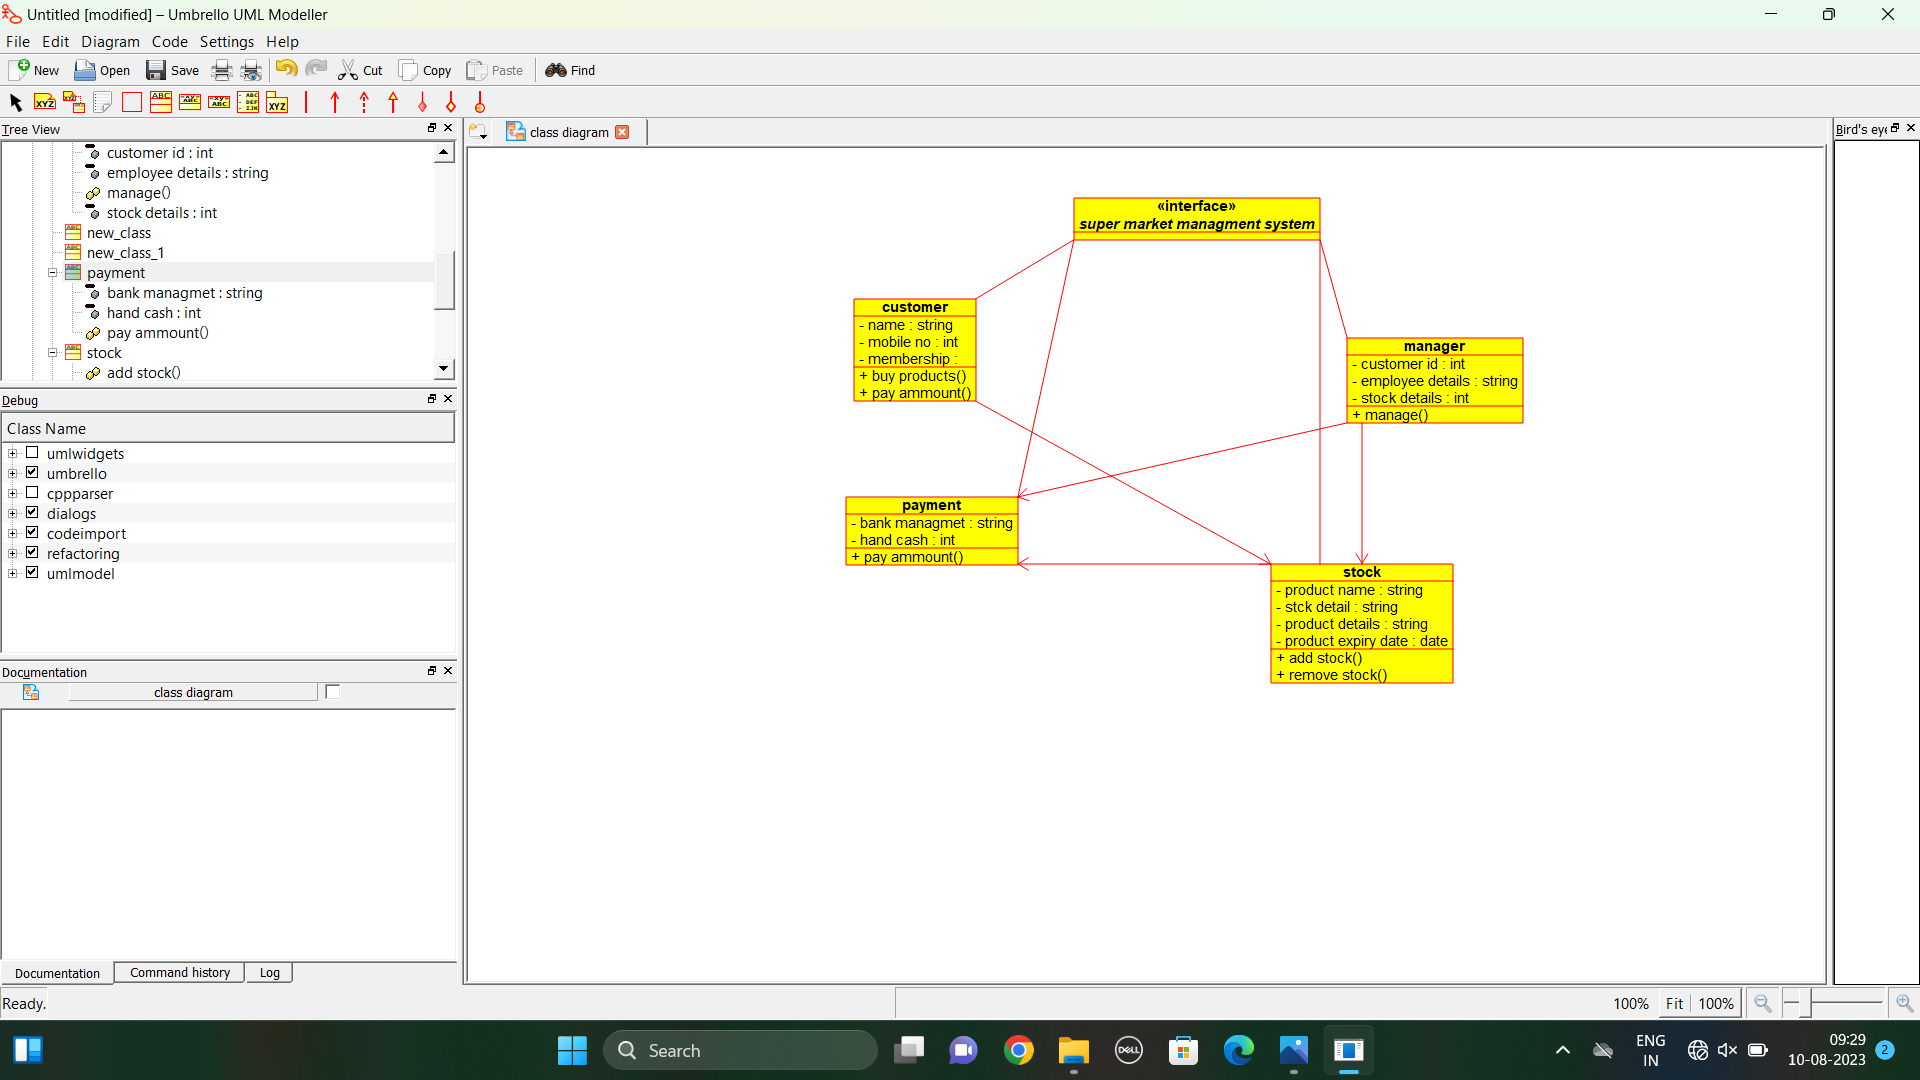 Untitled [modified] – Umbrello UML Modeller
File Edit Diagram Code Settings Help
New Open Save Cut Copy Paste Find
Tree View
customer id : int
employee details : string
manage()
stock details : int
new_class
new_class_1
payment
bank managmet : string
hand cash : int
pay ammount()
stock
add stock()
Debug
Class Name
umlwidgets
umbrello
cppparser
dialogs
codeimport
refactoring
umlmodel
Documentation
class diagram
Documentation Command history Log
Ready.
class diagram
«interface»
super market managment system
customer
- name : string
- mobile no : int
- membership :
+ buy products()
+ pay ammount()
manager
- customer id : int
- employee details : string
- stock details : int
+ manage()
payment
- bank managmet : string
- hand cash : int
+ pay ammount()
stock
- product name : string
- stck detail : string
- product details : string
- product expiry date : date
+ add stock()
+ remove stock()
Bird's eye
100% Fit 100%
Search
DELL
ENG
IN
09:29
10-08-2023
2